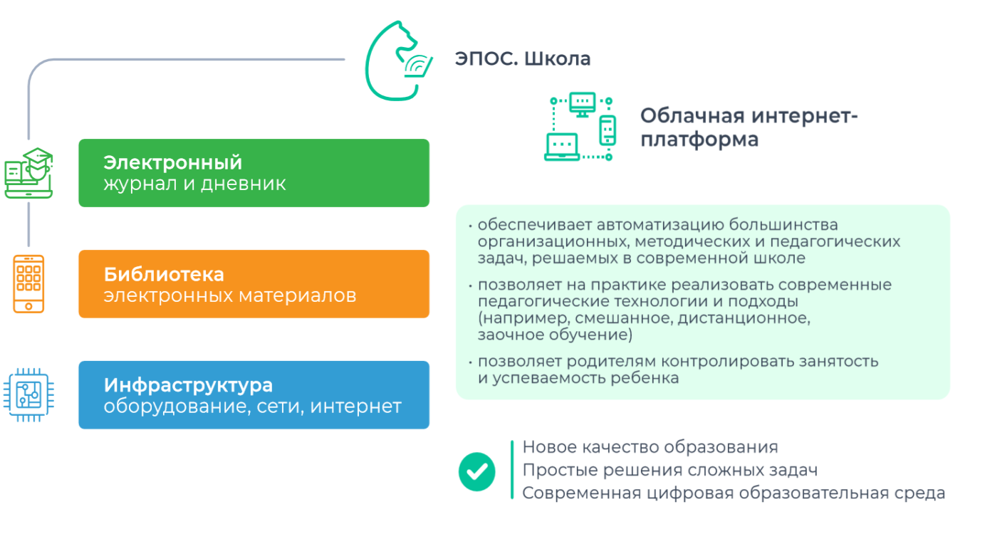 ЭПОС. Школа
Облачная интернет-
платформа
Электронный
журнал и дневник
Библиотека
электронных материалов
Инфраструктура
оборудование, сети, интернет
· обеспечивает автоматизацию большинства
организационных, методических и педагогических
задач, решаемых в современной школе
· позволяет на практике реализовать современные
педагогические технологии и подходы
(например, смешанное, дистанционное,
заочное обучение)
· позволяет родителям контролировать занятость
и успеваемость ребенка
Новое качество образования
Простые решения сложных задач
Современная цифровая образовательная среда